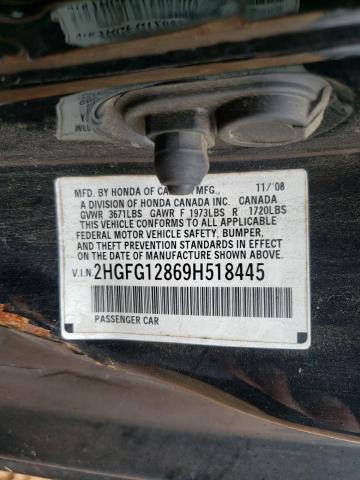 MFD. BY HONDA OF CANADA MFG., 11/'08
A DIVISION OF HONDA CANADA INC. CANADA
GVWR 3671LBS GAWR F 1973LBS R 1720LBS
THIS VEHICLE CONFORMS TO ALL APPLICABLE
FEDERAL MOTOR VEHICLE SAFETY, BUMPER,
AND THEFT PREVENTION STANDARDS IN EFFECT
ON THE DATE OF MANUFACTURE SHOWN ABOVE.
V.I.N. 2HGFG12869H518445
PASSENGER CAR